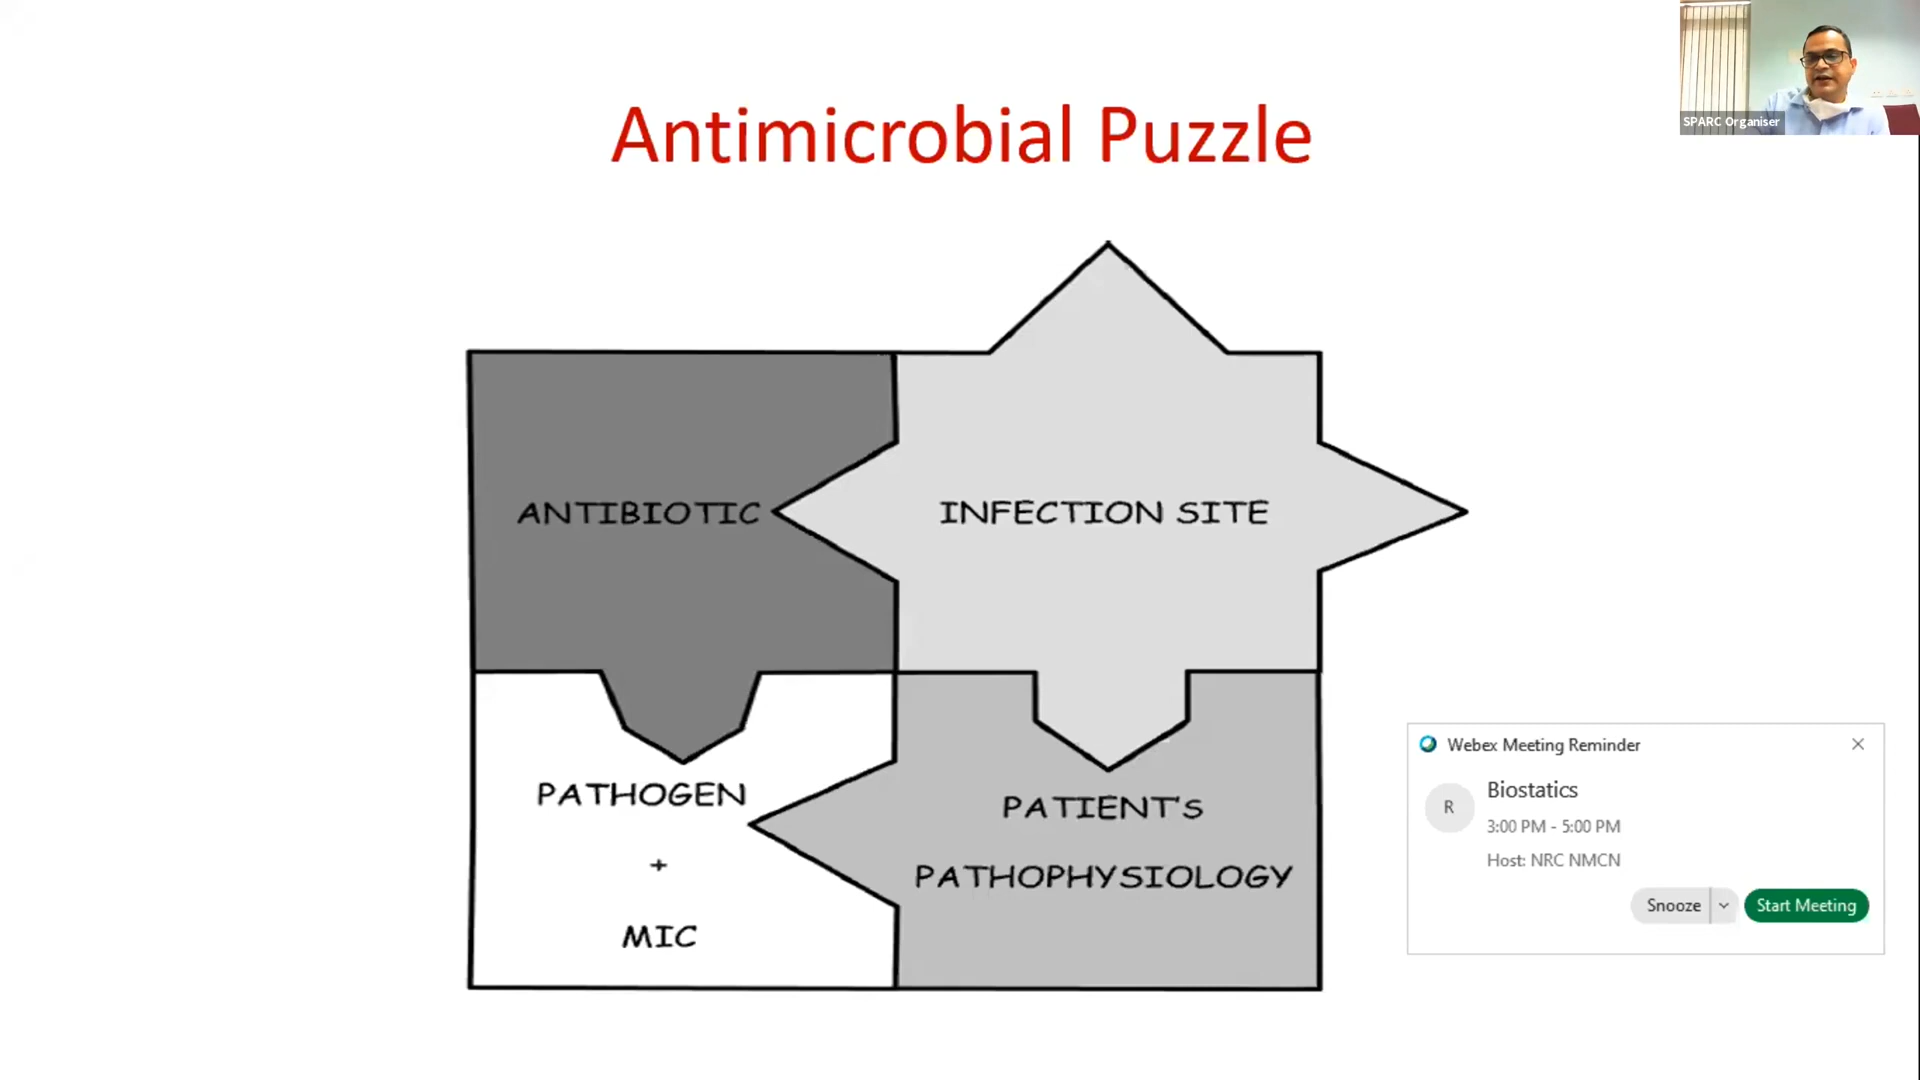 SPARC Organiser
Antimicrobial Puzzle
ANTIBIOTIC
INFECTION SITE
PATHOGEN
+
MIC
PATIENT'S
PATHOPHYSIOLOGY
Webex Meeting Reminder
R
Biostatics
3:00 PM - 5:00 PM
Host: NRC NMCN
Snooze
Start Meeting